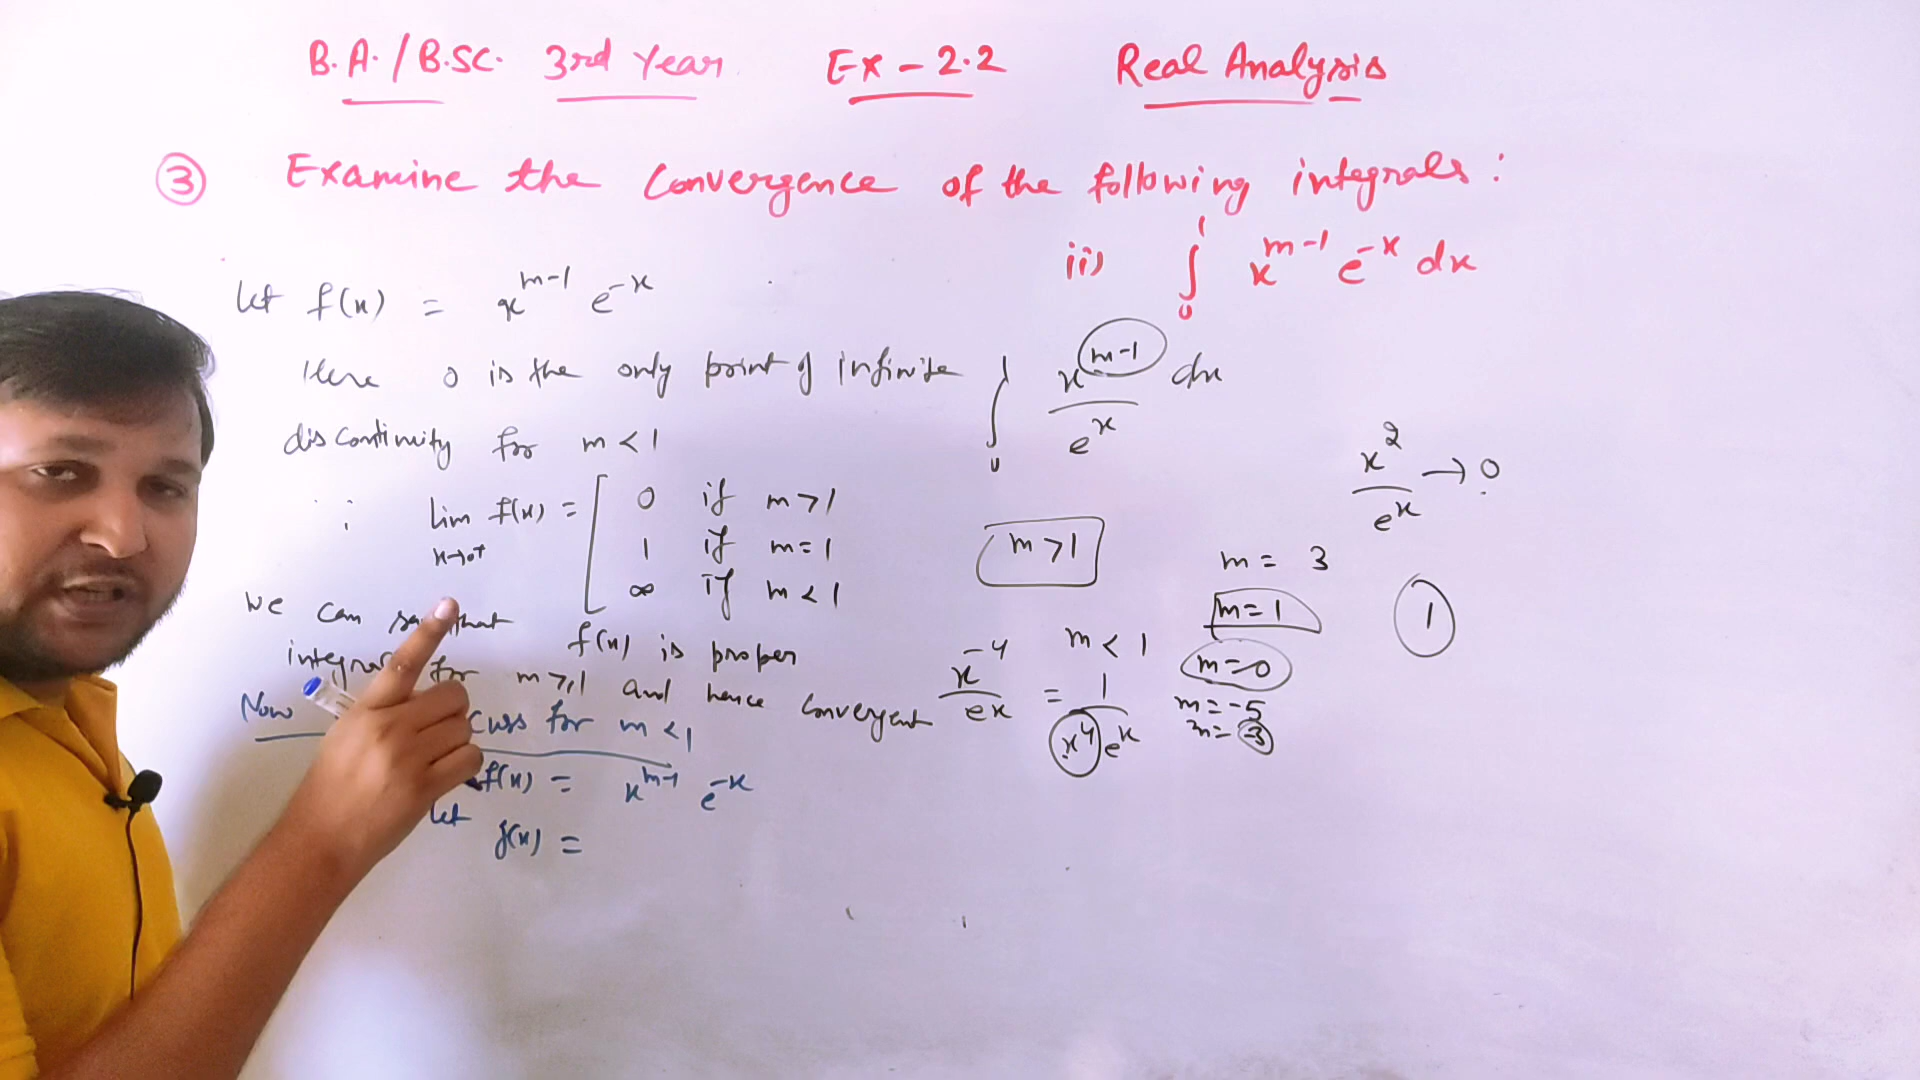 B.A./B.SC. 3rd Year Ex-2.2 Real Analysis
③ Examine the Convergence of the following integrals:
ii) ∫₀¹ x^{m-1} e^{-x} dx
let f(x) = x^{m-1} e^{-x}
Here 0 is the only point of infinite
discontinuity for m<1
∴ lim x→0+ f(x) = [ 0 if m>1
1 if m=1
∞ if m<1
we can say that f(x) is proper
integral for m≥1 and hence Convergent
Now for m<1
f(x) = x^{m-1} e^{-x}
let g(x) =
∫₀¹ x^{m-1}/e^x dx
x^2/e^x → 0
m>1
m = 3
m=1
1
m<1
m=0
m=-5
m=-3
x^{-4}/e^x = 1/(x^4 e^x)